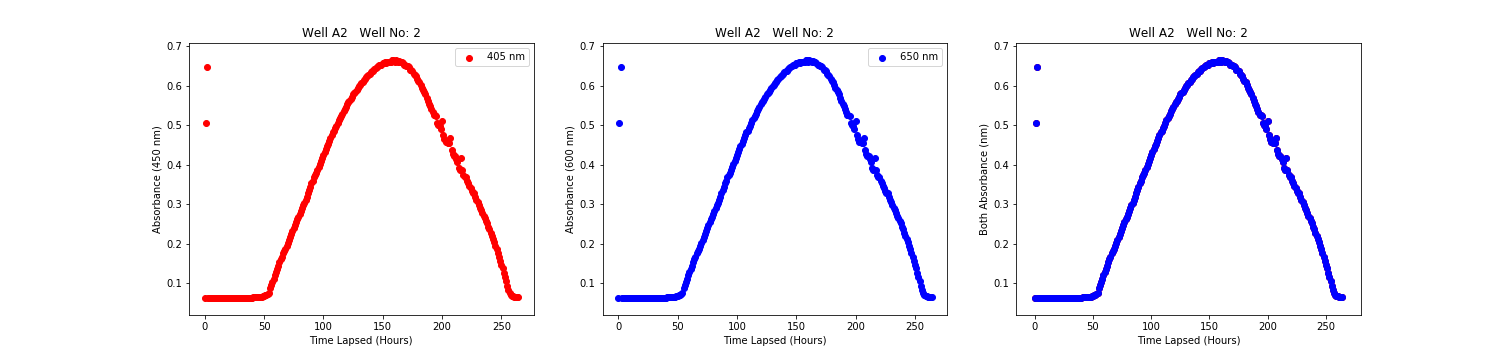 Well A2   Well No: 2
0.7
0.6
0.5
0.4
0.3
0.2
0.1
Absorbance (450 nm)
405 nm
0 50 100 150 200 250
Time Lapsed (Hours)
Well A2   Well No: 2
0.7
0.6
0.5
0.4
0.3
0.2
0.1
Absorbance (600 nm)
650 nm
0 50 100 150 200 250
Time Lapsed (Hours)
Well A2   Well No: 2
0.7
0.6
0.5
0.4
0.3
0.2
0.1
Both Absorbance (nm)
0 50 100 150 200 250
Time Lapsed (Hours)